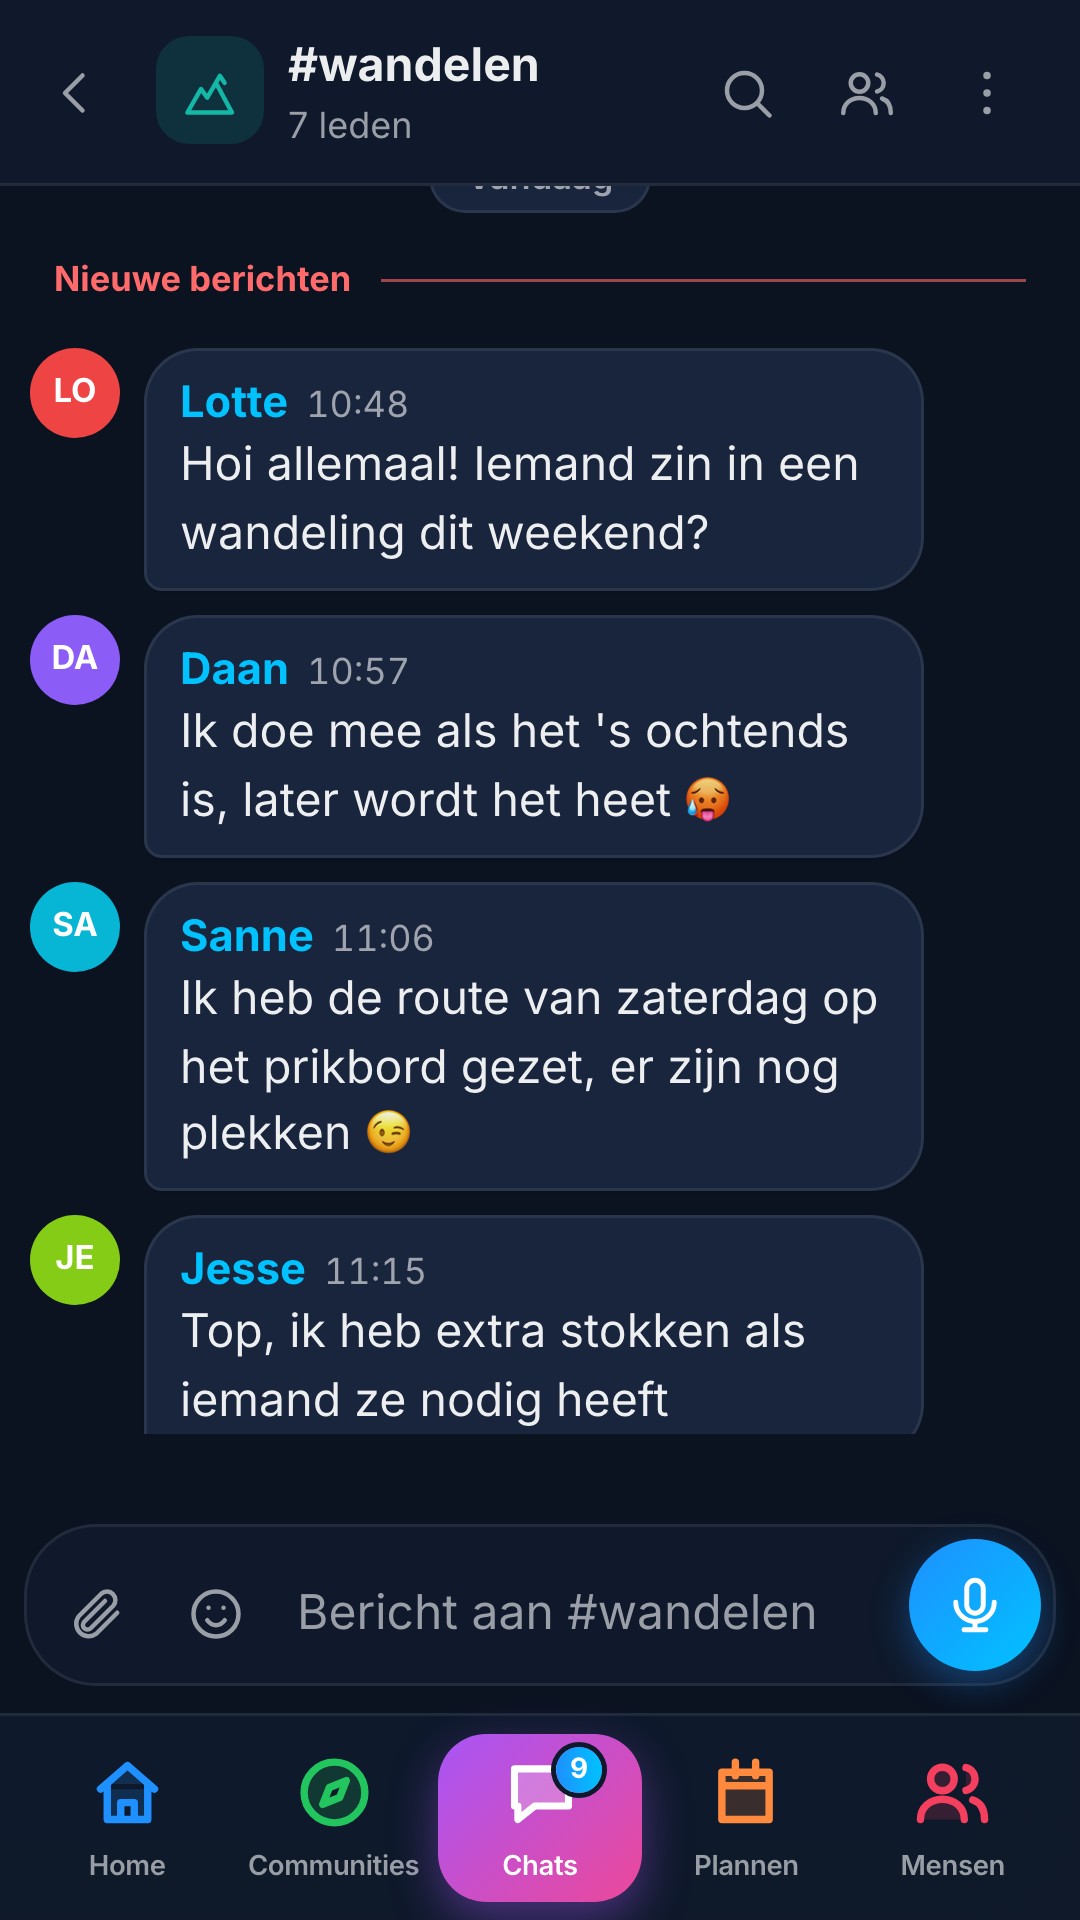 #wandelen
7 leden
Vandaag
Nieuwe berichten
LO
Lotte 10:48
Hoi allemaal! Iemand zin in een
wandeling dit weekend?
DA
Daan 10:57
Ik doe mee als het 's ochtends
is, later wordt het heet 🥵
SA
Sanne 11:06
Ik heb de route van zaterdag op
het prikbord gezet, er zijn nog
plekken 😉
JE
Jesse 11:15
Top, ik heb extra stokken als
iemand ze nodig heeft
Bericht aan #wandelen
9
Home Communities Chats Plannen Mensen